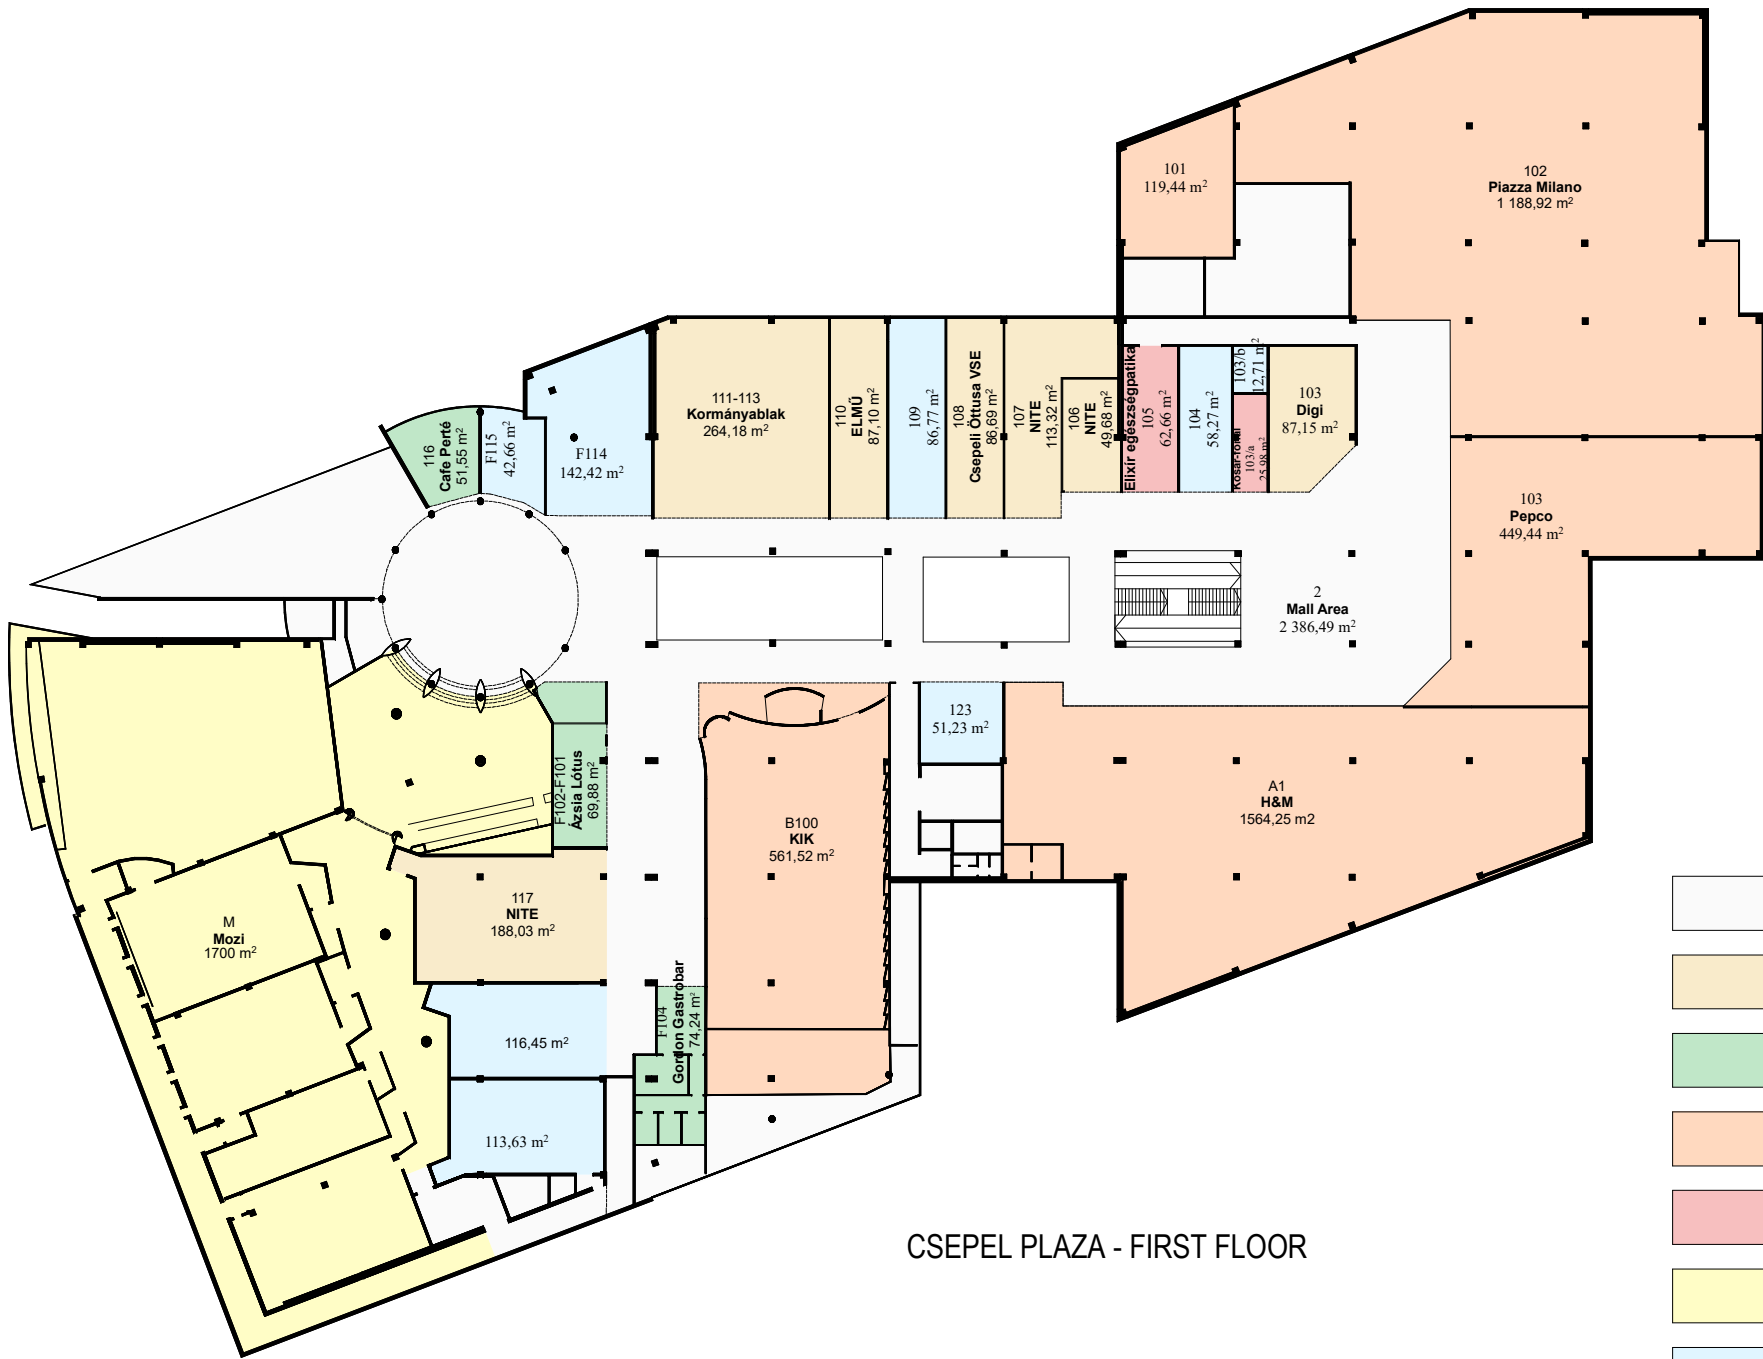 101
119,44 m²
102
Piazza Milano
1 188,92 m²
111-113
Kormányablak
264,18 m²
110
ELMŰ
87,10 m²
109
86,77 m²
108
Csepeli Öttusa VSE
86,69 m²
107
NITE
113,32 m²
106
NITE
49,68 m²
Elixír egészségpatika
105
62,66 m²
104
58,27 m²
103/b
12,71 m²
Kosár-fonal
103/a
25,98 m²
103
Digi
87,15 m²
116
Cafe Perté
51,55 m²
F115
42,66 m²
F114
142,42 m²
103
Pepco
449,44 m²
2
Mall Area
2 386,49 m²
123
51,23 m²
F102-F101
Ázsia Lótus
69,88 m²
A1
H&M
1564,25 m2
B100
KIK
561,52 m²
117
NITE
188,03 m²
M
Mozi
1700 m²
F104
Gordon Gastrobar
74,24 m²
116,45 m²
113,63 m²
CSEPEL PLAZA - FIRST FLOOR